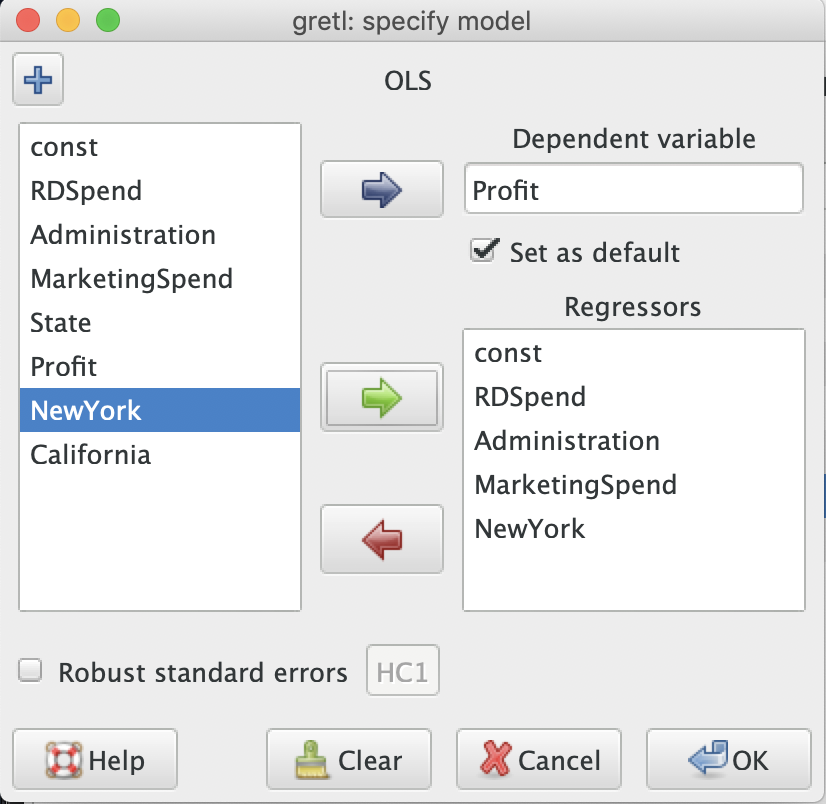 gretl: specify model
OLS
const
RDSpend
Administration
MarketingSpend
State
Profit
NewYork
California
Dependent variable
Profit
Set as default
Regressors
const
RDSpend
Administration
MarketingSpend
NewYork
Robust standard errors
HC1
Help
Clear
Cancel
OK